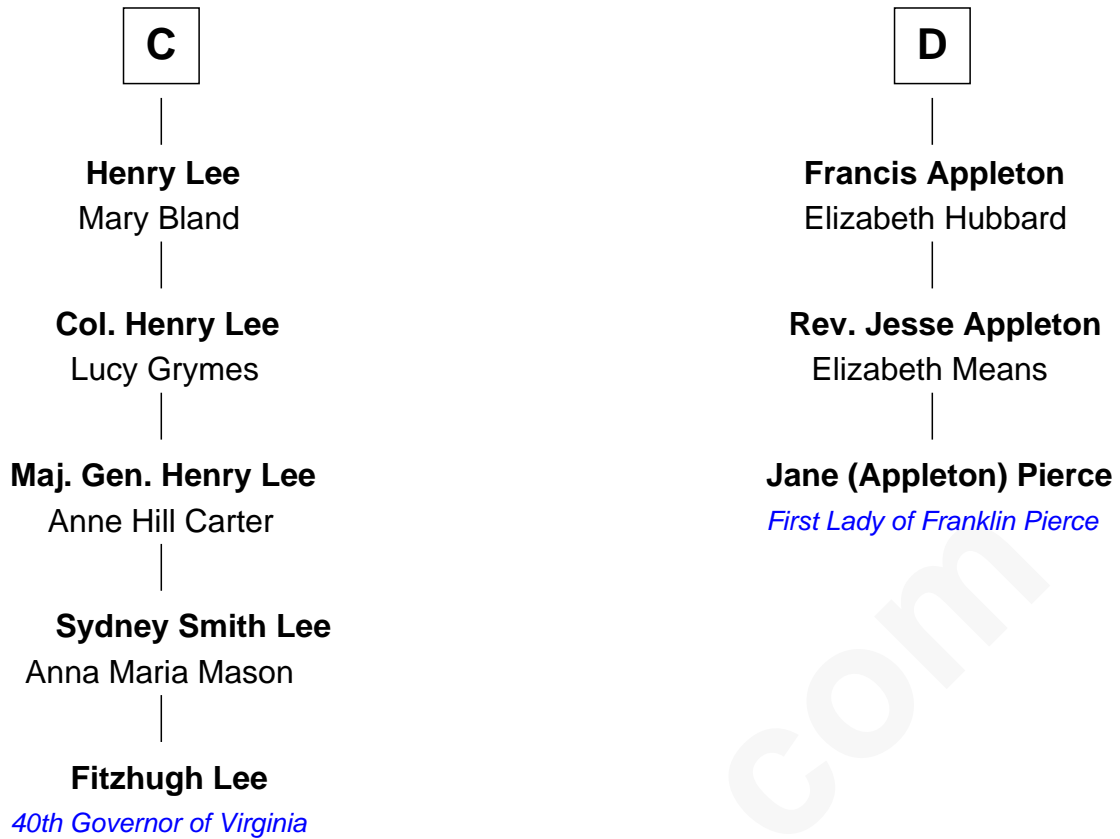 C
Henry Lee
Mary Bland
Col. Henry Lee
Lucy Grymes
Maj. Gen. Henry Lee
Anne Hill Carter
Sydney Smith Lee
Anna Maria Mason
Fitzhugh Lee
40th Governor of Virginia
D
Francis Appleton
Elizabeth Hubbard
Rev. Jesse Appleton
Elizabeth Means
Jane (Appleton) Pierce
First Lady of Franklin Pierce
com